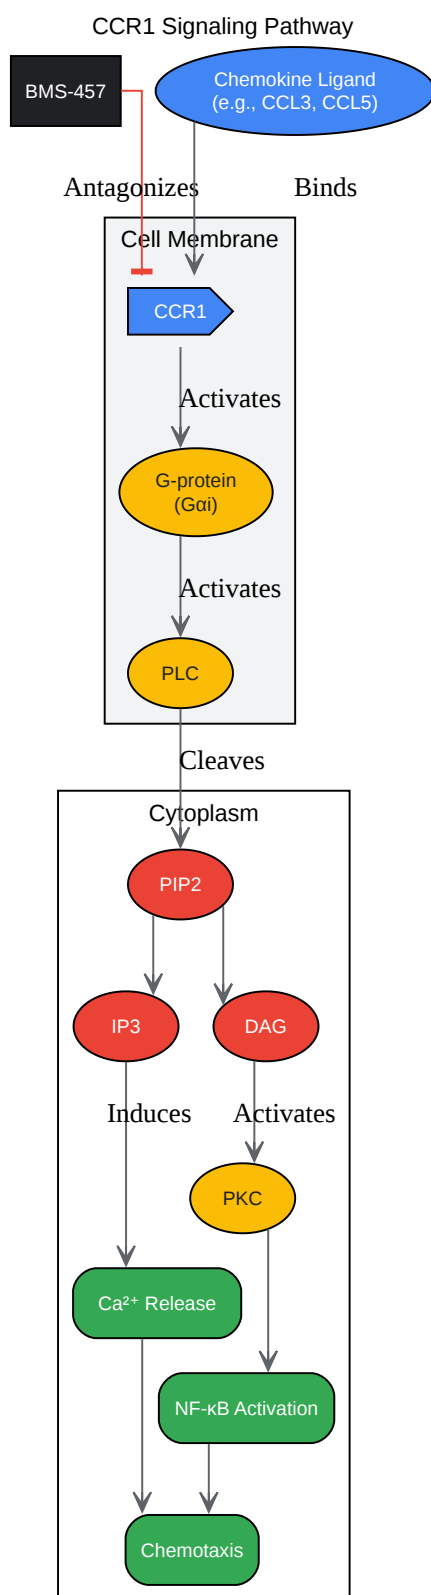 CCR1 Signaling Pathway
BMS-457
Chemokine Ligand
(e.g., CCL3, CCL5)
Antagonizes
Binds
Cell Membrane
CCR1
Activates
G-protein
(Gαi)
Activates
PLC
Cleaves
Cytoplasm
PIP2
IP3
DAG
Induces
Activates
PKC
Ca²⁺ Release
NF-κB Activation
Chemotaxis